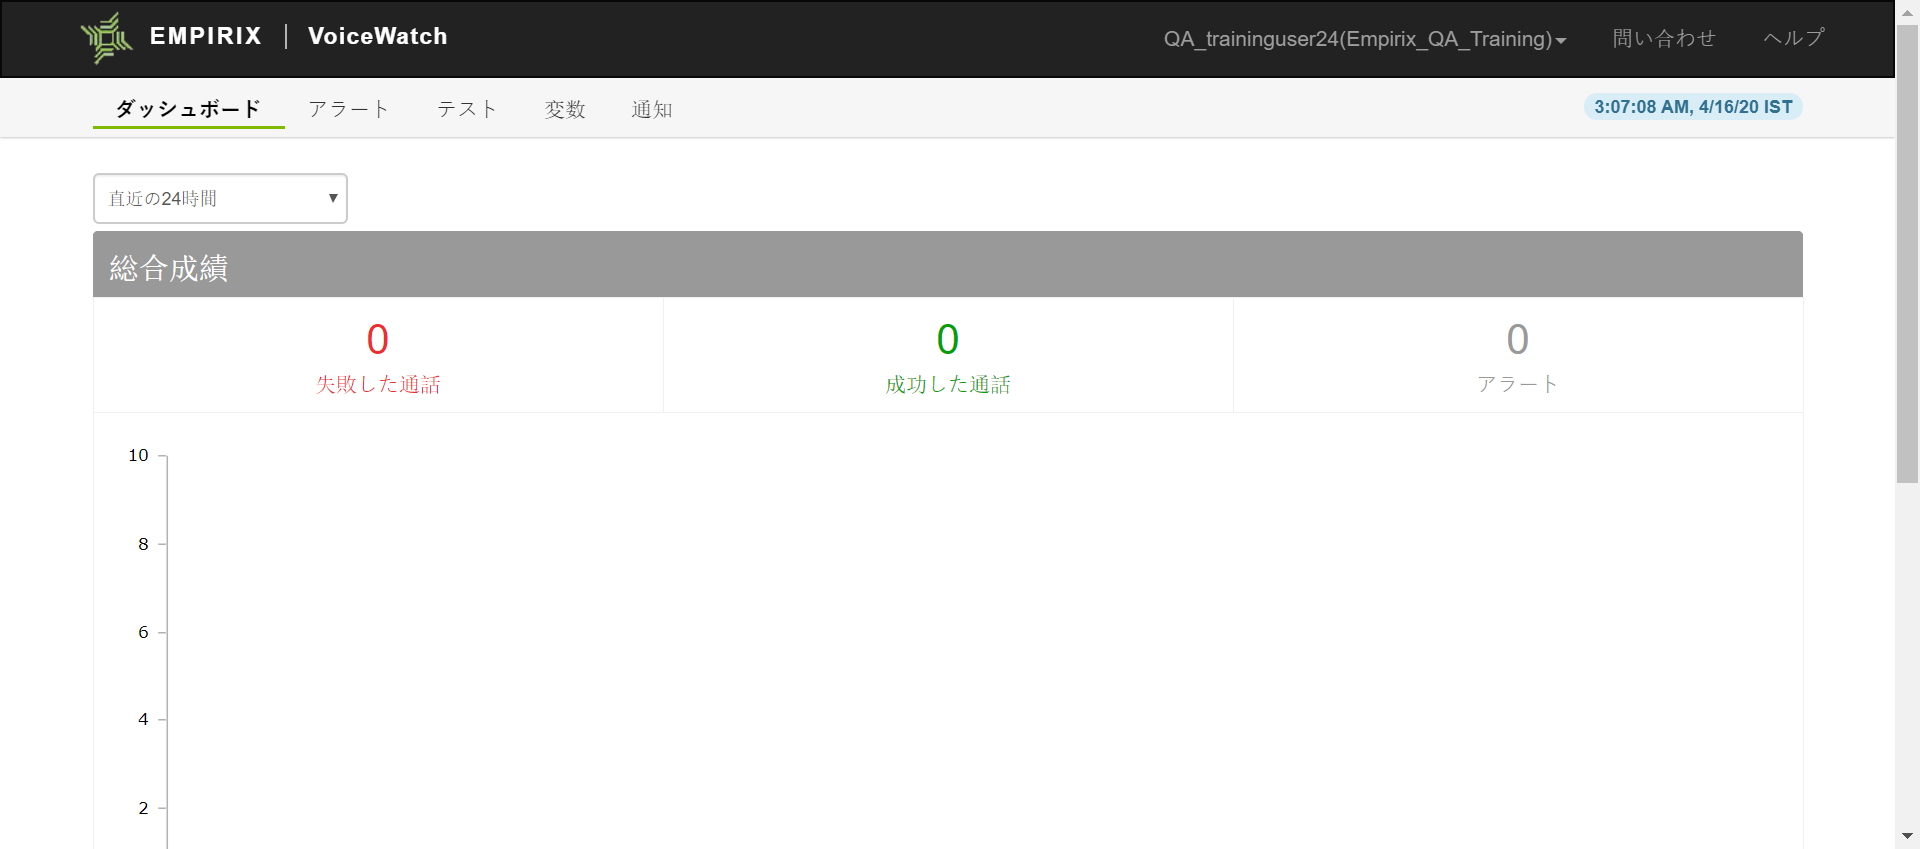 EMPIRIX | VoiceWatch
QA_traininguser24(Empirix_QA_Training)
問い合わせ
ヘルプ
ダッシュボード
アラート
テスト
変数
通知
3:07:08 AM, 4/16/20 IST
直近の24時間
総合成績
0
失敗した通話
0
成功した通話
0
アラート
10
8
6
4
2